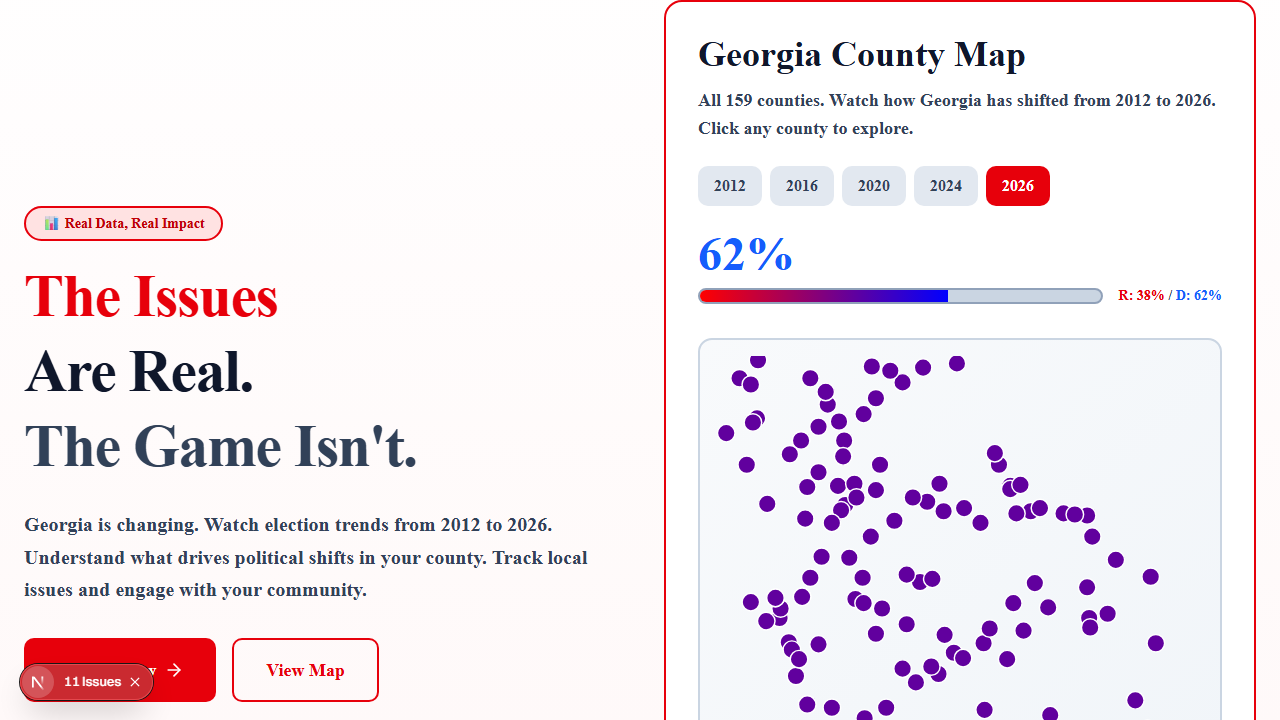 Real Data, Real Impact
The Issues
Are Real.
The Game Isn't.
Georgia is changing. Watch election trends from 2012 to 2026.
Understand what drives political shifts in your county. Track local
issues and engage with your community.
View Map
11 Issues
Georgia County Map
All 159 counties. Watch how Georgia has shifted from 2012 to 2026.
Click any county to explore.
2012 2016 2020 2024 2026
62%
R: 38% / D: 62%